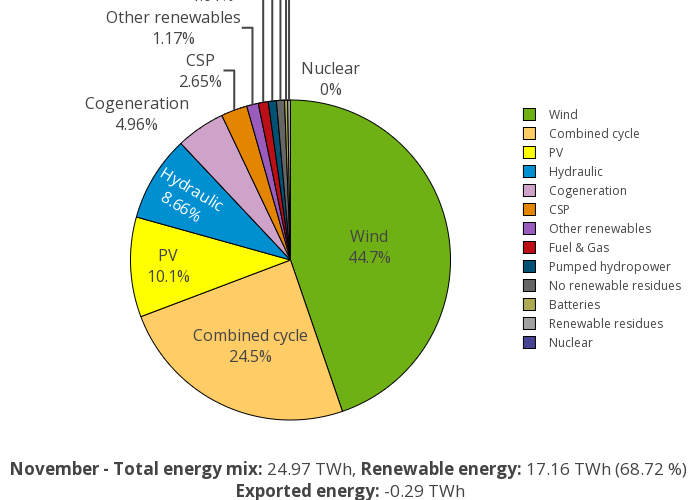 Other renewables
1.17%
CSP
2.65%
Nuclear
0%
Cogeneration
4.96%
Hydraulic
8.66%
Wind
44.7%
PV
10.1%
Combined cycle
24.5%
Wind
Combined cycle
PV
Hydraulic
Cogeneration
CSP
Other renewables
Fuel & Gas
Pumped hydropower
No renewable residues
Batteries
Renewable residues
Nuclear
November - Total energy mix: 24.97 TWh, Renewable energy: 17.16 TWh (68.72 %)
Exported energy: -0.29 TWh